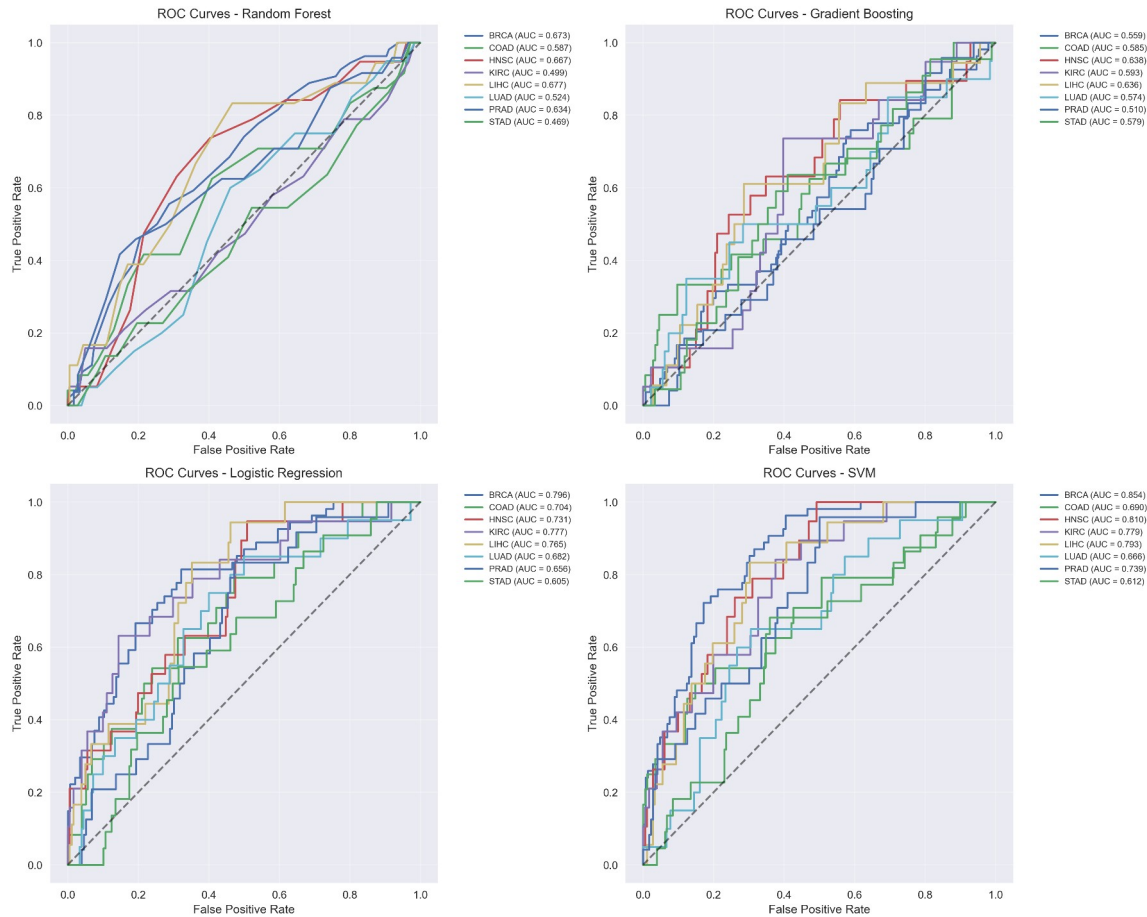 ROC Curves - Random Forest
1.0
0.8
0.6
0.4
0.2
0.0
True Positive Rate
0.0 0.2 0.4 0.6 0.8 1.0
False Positive Rate
BRCA (AUC = 0.673)
COAD (AUC = 0.587)
HNSC (AUC = 0.667)
KIRC (AUC = 0.499)
LIHC (AUC = 0.677)
LUAD (AUC = 0.524)
PRAD (AUC = 0.634)
STAD (AUC = 0.469)
ROC Curves - Gradient Boosting
1.0
0.8
0.6
0.4
0.2
0.0
True Positive Rate
0.0 0.2 0.4 0.6 0.8 1.0
False Positive Rate
BRCA (AUC = 0.559)
COAD (AUC = 0.585)
HNSC (AUC = 0.638)
KIRC (AUC = 0.593)
LIHC (AUC = 0.636)
LUAD (AUC = 0.574)
PRAD (AUC = 0.510)
STAD (AUC = 0.579)
ROC Curves - Logistic Regression
1.0
0.8
0.6
0.4
0.2
0.0
True Positive Rate
0.0 0.2 0.4 0.6 0.8 1.0
False Positive Rate
BRCA (AUC = 0.796)
COAD (AUC = 0.704)
HNSC (AUC = 0.731)
KIRC (AUC = 0.777)
LIHC (AUC = 0.765)
LUAD (AUC = 0.682)
PRAD (AUC = 0.656)
STAD (AUC = 0.605)
ROC Curves - SVM
1.0
0.8
0.6
0.4
0.2
0.0
True Positive Rate
0.0 0.2 0.4 0.6 0.8 1.0
False Positive Rate
BRCA (AUC = 0.854)
COAD (AUC = 0.690)
HNSC (AUC = 0.810)
KIRC (AUC = 0.779)
LIHC (AUC = 0.793)
LUAD (AUC = 0.666)
PRAD (AUC = 0.739)
STAD (AUC = 0.612)